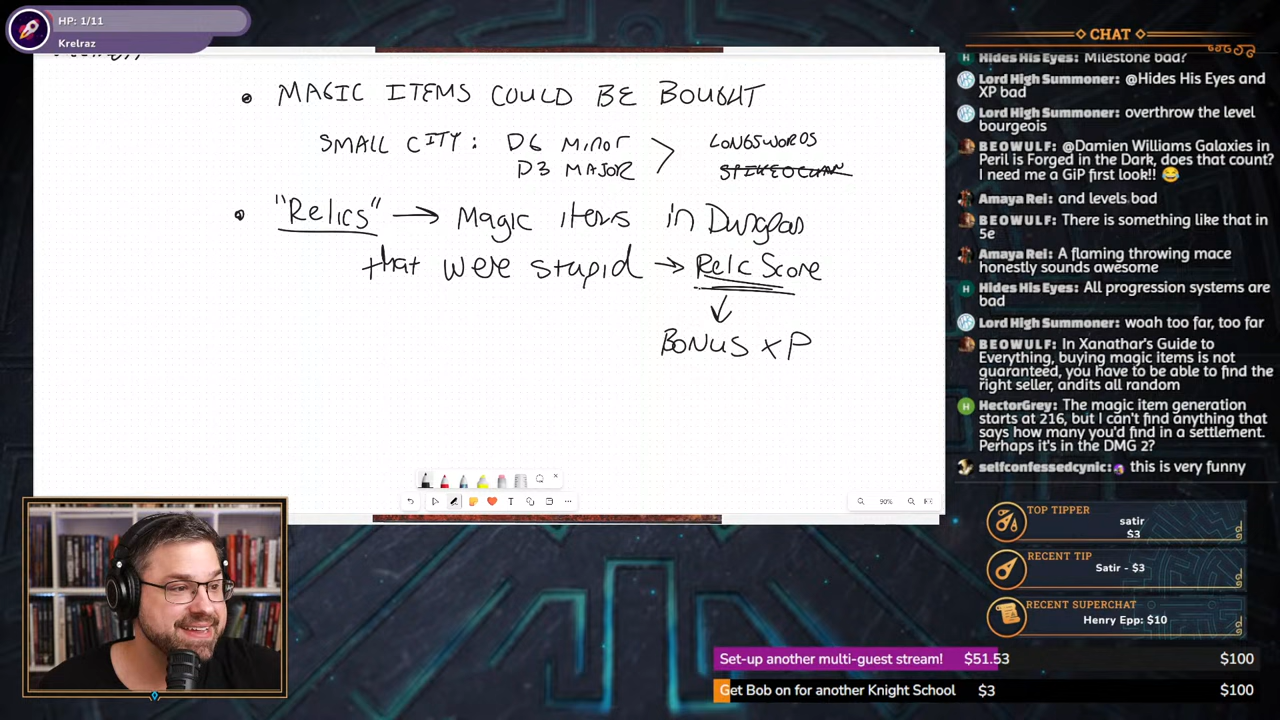 HP: 1/11
Krelraz
• MAGIC ITEMS COULD BE BOUGHT
SMALL CITY: D6 MINOR
D3 MAJOR
LONGSWORDS
• "Relics" → Magic items in
that were stupid → Relc Score
BONUS XP
90%
CHAT
Hides His Eyes: Milestone bad?
Lord High Summoner: @Hides His Eyes and
XP bad
Lord High Summoner: overthrow the level
bourgeois
BEOWULF: @Damien Williams Galaxies in
Peril is Forged in the Dark, does that count?
I need me a GiP first look!! 😂
Amaya Rei: and levels bad
BEOWULF: There is something like that in
5e
Amaya Rei: A flaming throwing mace
honestly sounds awesome
Hides His Eyes: All progression systems are
bad
Lord High Summoner: woah too far, too far
BEOWULF: In Xanathar's Guide to
Everything, buying magic items is not
guaranteed, you have to be able to find the
right seller, andits all random
HectorGrey: The magic item generation
starts at 216, but I can't find anything that
says how many you'd find in a settlement.
Perhaps it's in the DMG 2?
selfconfessedcynic: this is very funny
TOP TIPPER
satir
$3
RECENT TIP
Satir - $3
RECENT SUPERCHAT
Henry Epp: $10
Set-up another multi-guest stream! $51.53 $100
Get Bob on for another Knight School $3 $100